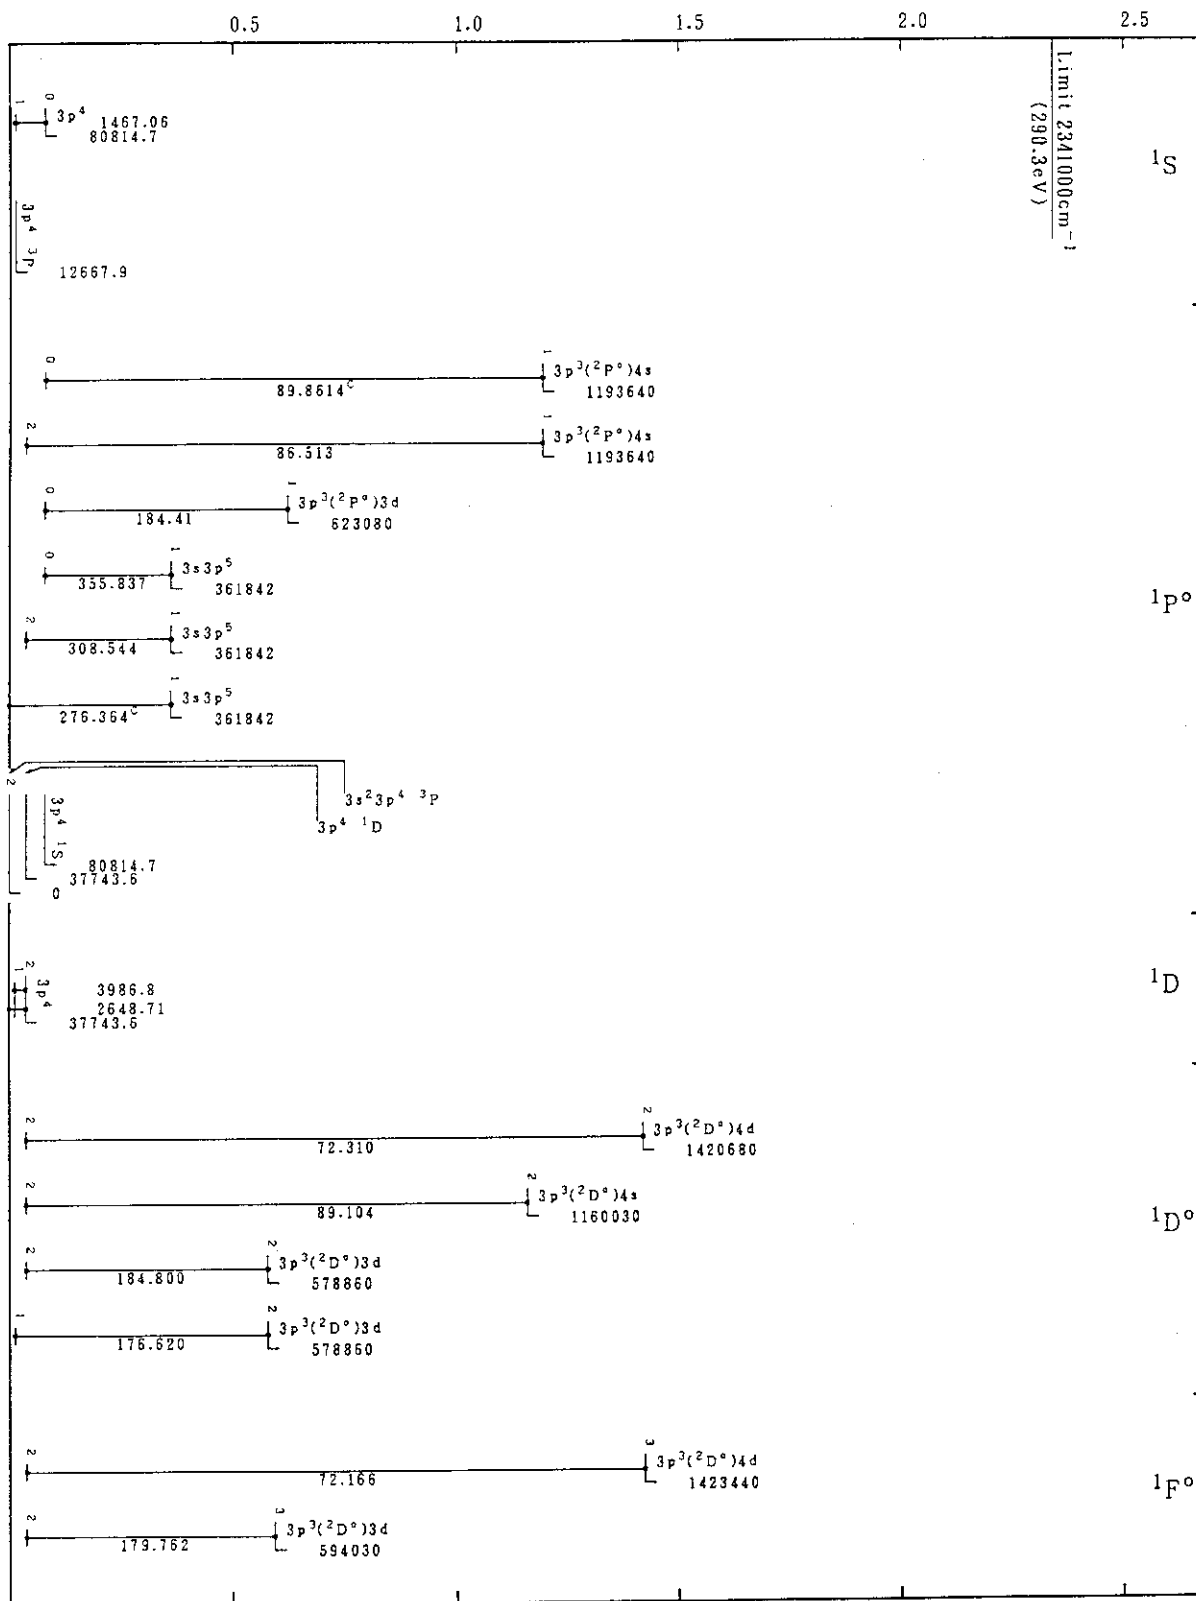 0.5 1.0 1.5 2.0 2.5
Limit 2341000cm⁻¹
(290.3eV)
¹S
1 0 3p⁴ 1467.06
80814.7
3p⁴ ³P
12667.9
¹P°
0 1 3p³(²P°)4s
89.8614ᶜ 1193640
2 1 3p³(²P°)4s
86.513 1193640
0 1 3p³(²P°)3d
184.41 623080
0 1 3s3p⁵
355.837 361842
2 1 3s3p⁵
308.544 361842
1 3s3p⁵
276.364ᶜ 361842
2
3s²3p⁴ ³P
3p⁴ ¹D
3p⁴ ¹S
80814.7
37743.6
0
¹D
1 2 3p⁴ 3986.8
2648.71
37743.6
¹D°
2 2 3p³(²D°)4d
72.310 1420680
2 2 3p³(²D°)4s
89.104 1160030
2 2 3p³(²D°)3d
184.800 578860
1 2 3p³(²D°)3d
176.620 578860
¹F°
2 3 3p³(²D°)4d
72.166 1423440
2 3 3p³(²D°)3d
179.762 594030